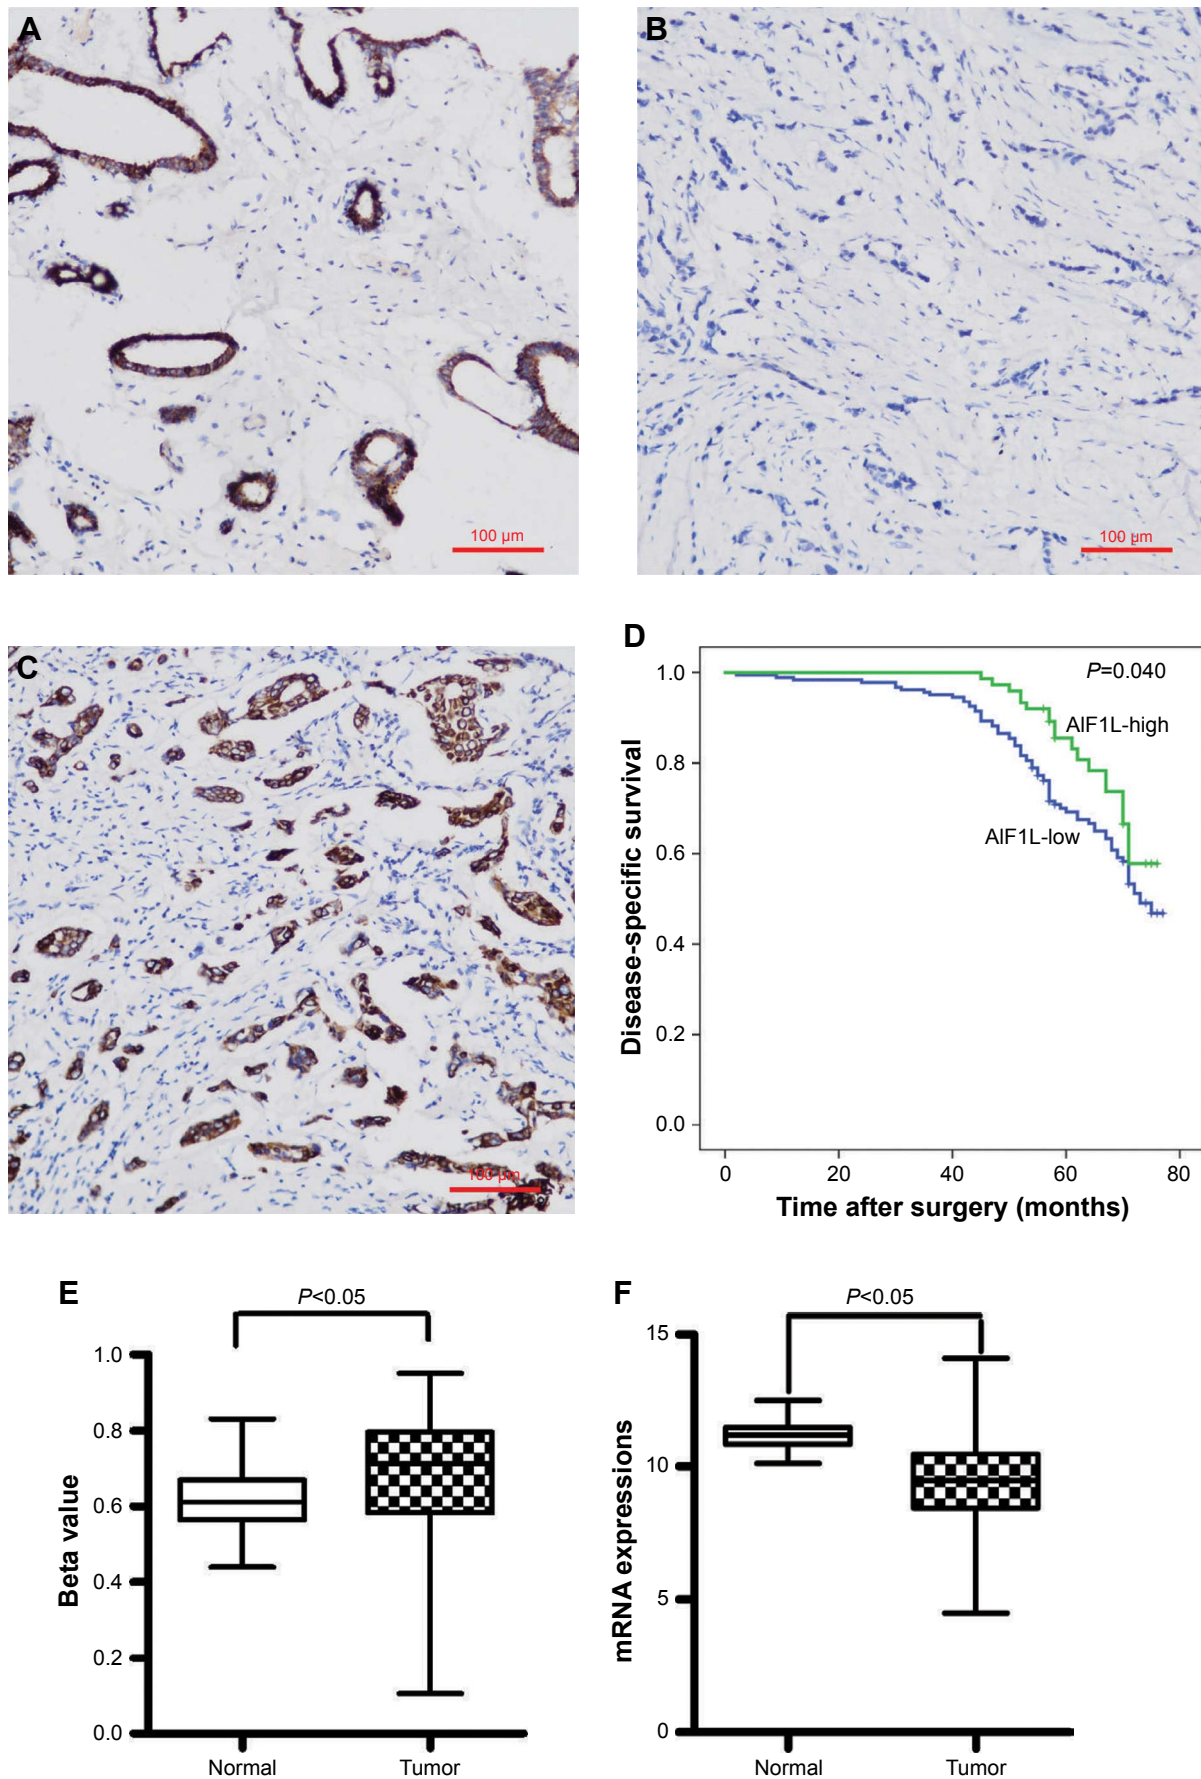 A
100 µm
B
100 µm
C
100 µm
D
P=0.040
AIF1L-high
AIF1L-low
1.0
0.8
0.6
0.4
0.2
0.0
Disease-specific survival
0 20 40 60 80
Time after surgery (months)
E
P<0.05
1.0
0.8
0.6
0.4
0.2
0.0
Beta value
Normal Tumor
F
P<0.05
15
10
5
0
mRNA expressions
Normal Tumor